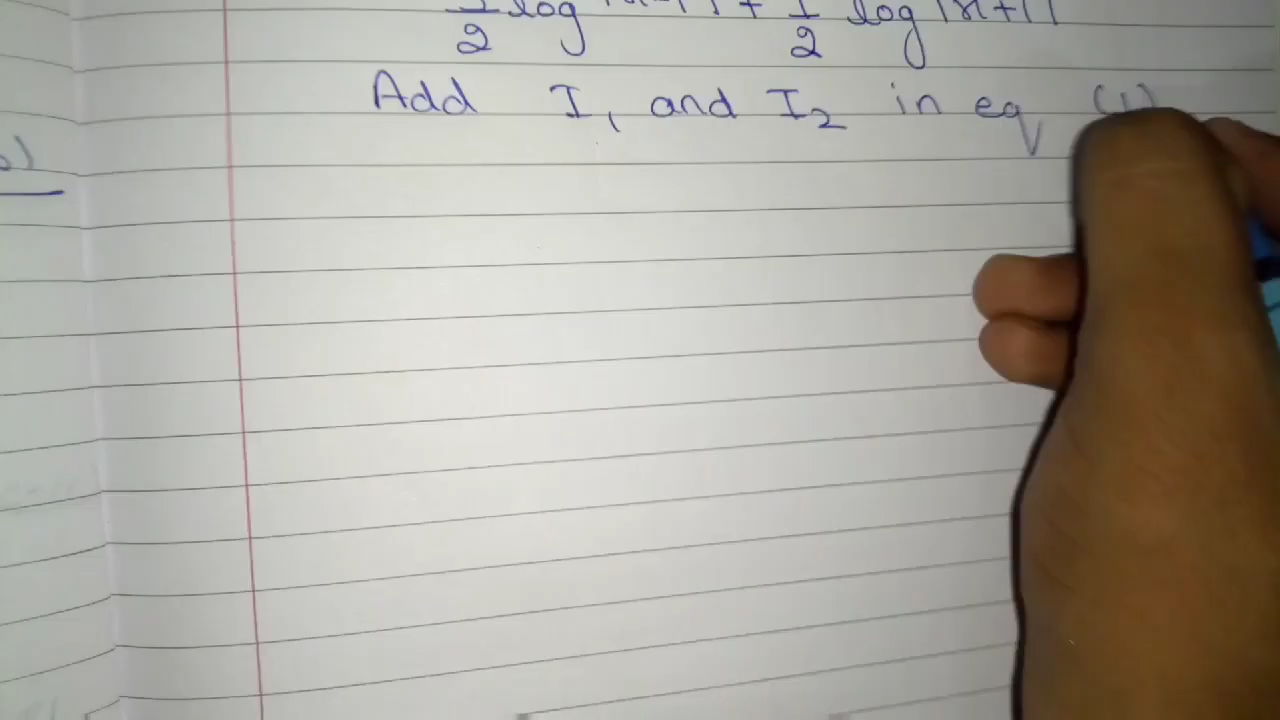 1/2 log |x-1| + 1/2 log |x+1|
Add I₁ and I₂ in eq (1)